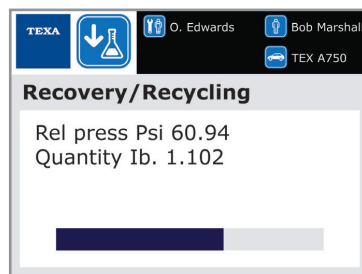 TEXA
O. Edwards
Bob Marshal
TEX A750
Recovery/Recycling
Rel press Psi 60.94
Quantity Ib. 1.102